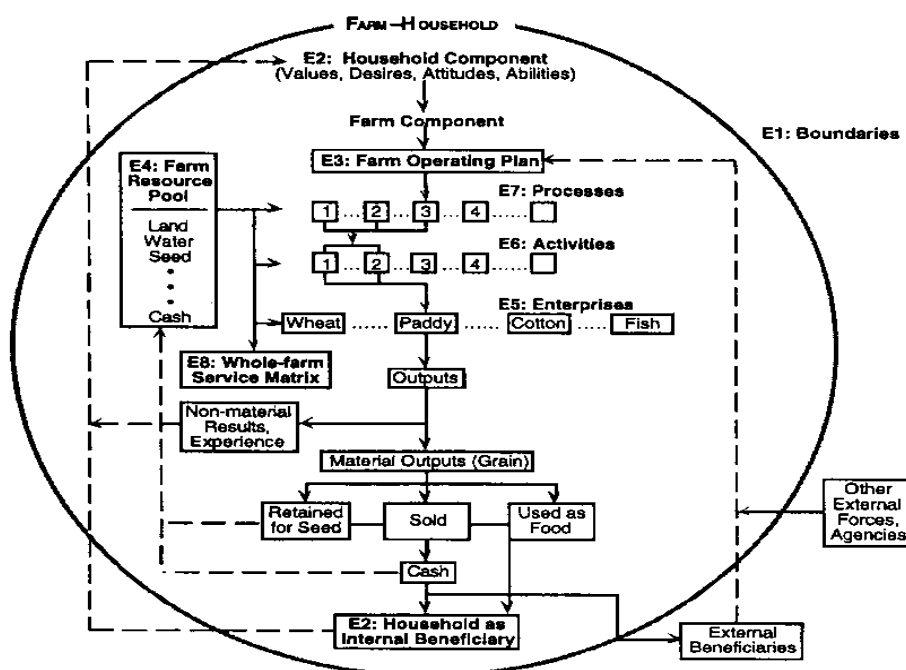 FARM–HOUSEHOLD
E2: Household Component
(Values, Desires, Attitudes, Abilities)
Farm Component
E1: Boundaries
E3: Farm Operating Plan
E4: Farm
Resource
Pool
Land
Water
Seed
Cash
E7: Processes
1 ..... 2 ..... 3 ..... 4 .......
E6: Activities
1 ..... 2 ..... 3 ..... 4 .......
E5: Enterprises
Wheat ...... Paddy ...... Cotton ..... Fish
E8: Whole-farm
Service Matrix
Outputs
Non-material
Results,
Experience
Material Outputs (Grain)
Retained
for Seed
Sold
Used as
Food
Other
External
Forces,
Agencies
Cash
E2: Household as
Internal Beneficiary
External
Beneficiaries